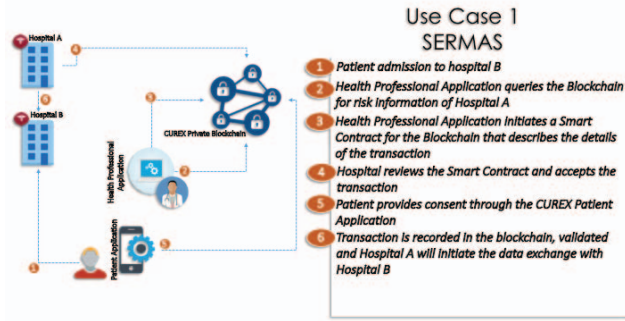 Use Case 1
SERMAS
Hospital A
4
6
Hospital B
3
CUREX Private Blockchain
Health Professional
Application
2
Patient Application
5
1
1 Patient admission to hospital B
2 Health Professional Application queries the Blockchain
for risk information of Hospital A
3 Health Professional Application Initiates a Smart
Contract for the Blockchain that describes the details
of the transaction
4 Hospital reviews the Smart Contract and accepts the
transaction
5 Patient provides consent through the CUREX Patient
Application
6 Transaction is recorded in the blockchain, validated
and Hospital A will initiate the data exchange with
Hospital B